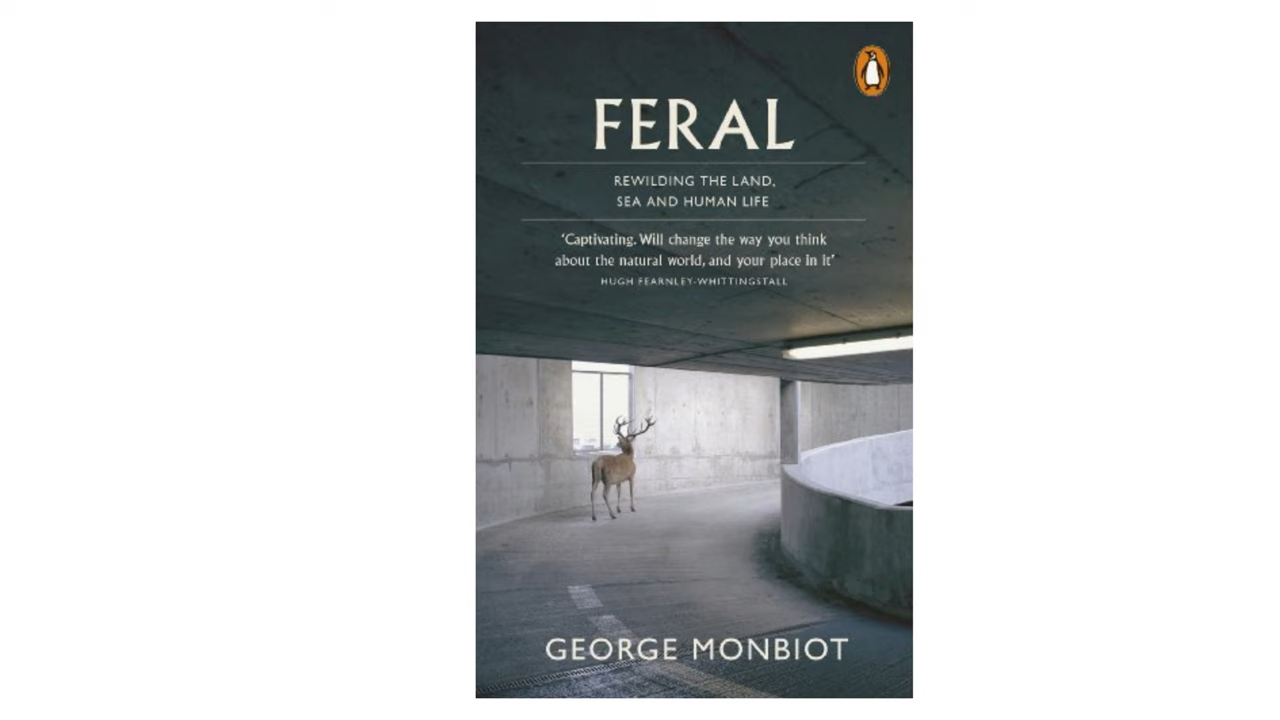 FERAL
REWILDING THE LAND,
SEA AND HUMAN LIFE
‘Captivating. Will change the way you think
about the natural world, and your place in it’
HUGH FEARNLEY-WHITTINGSTALL
GEORGE MONBIOT